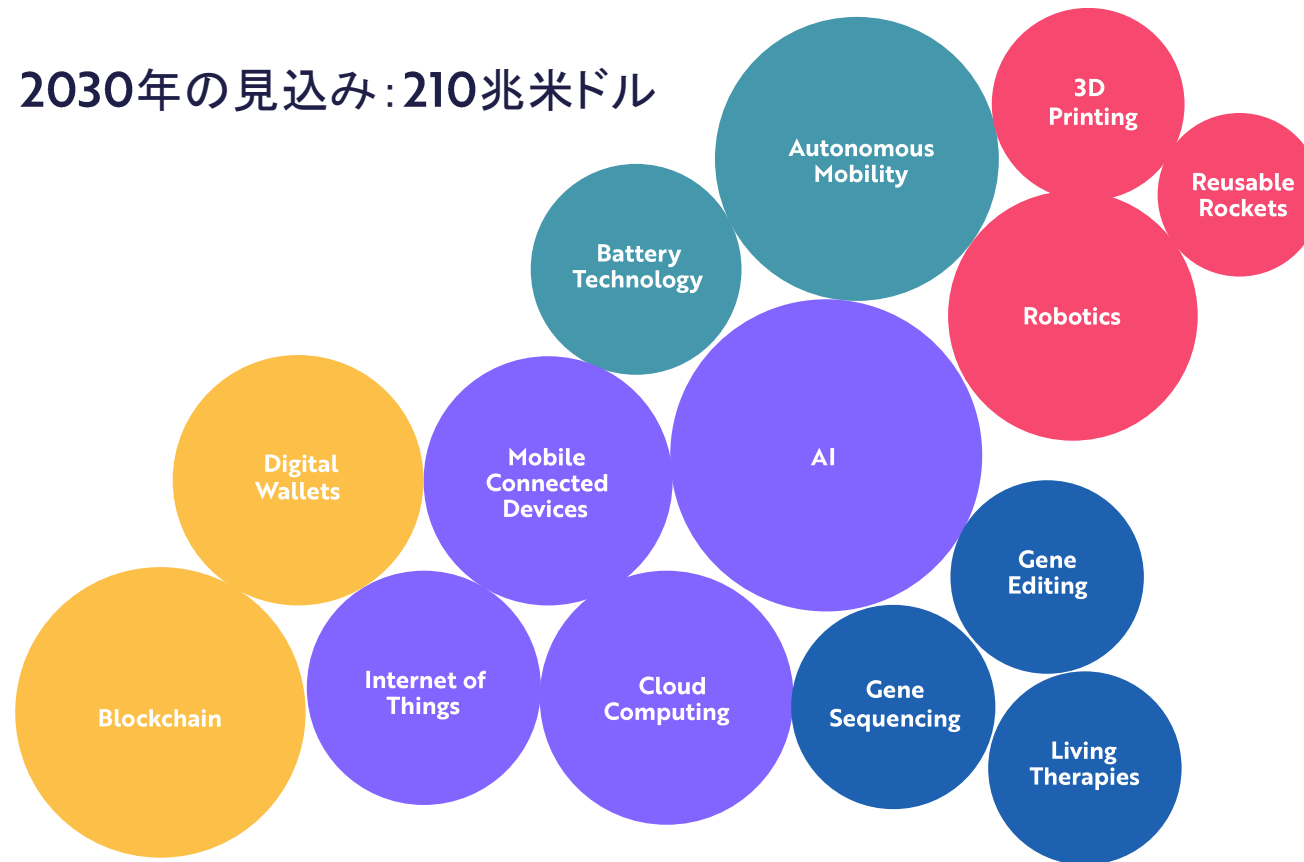 2030年の見込み:210兆米ドル
3D
Printing
Autonomous
Mobility
Reusable
Rockets
Battery
Technology
Robotics
Digital
Wallets
Mobile
Connected
Devices
AI
Gene
Editing
Blockchain
Internet of
Things
Cloud
Computing
Gene
Sequencing
Living
Therapies